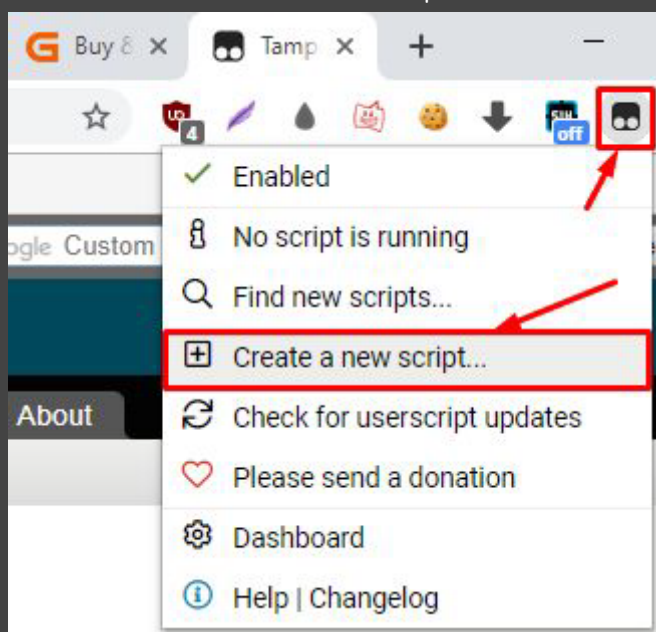 Buy &
Tamp
4
off
Enabled
No script is running
ogle Custom
Find new scripts...
Create a new script...
About
Check for userscript updates
Please send a donation
Dashboard
Help | Changelog